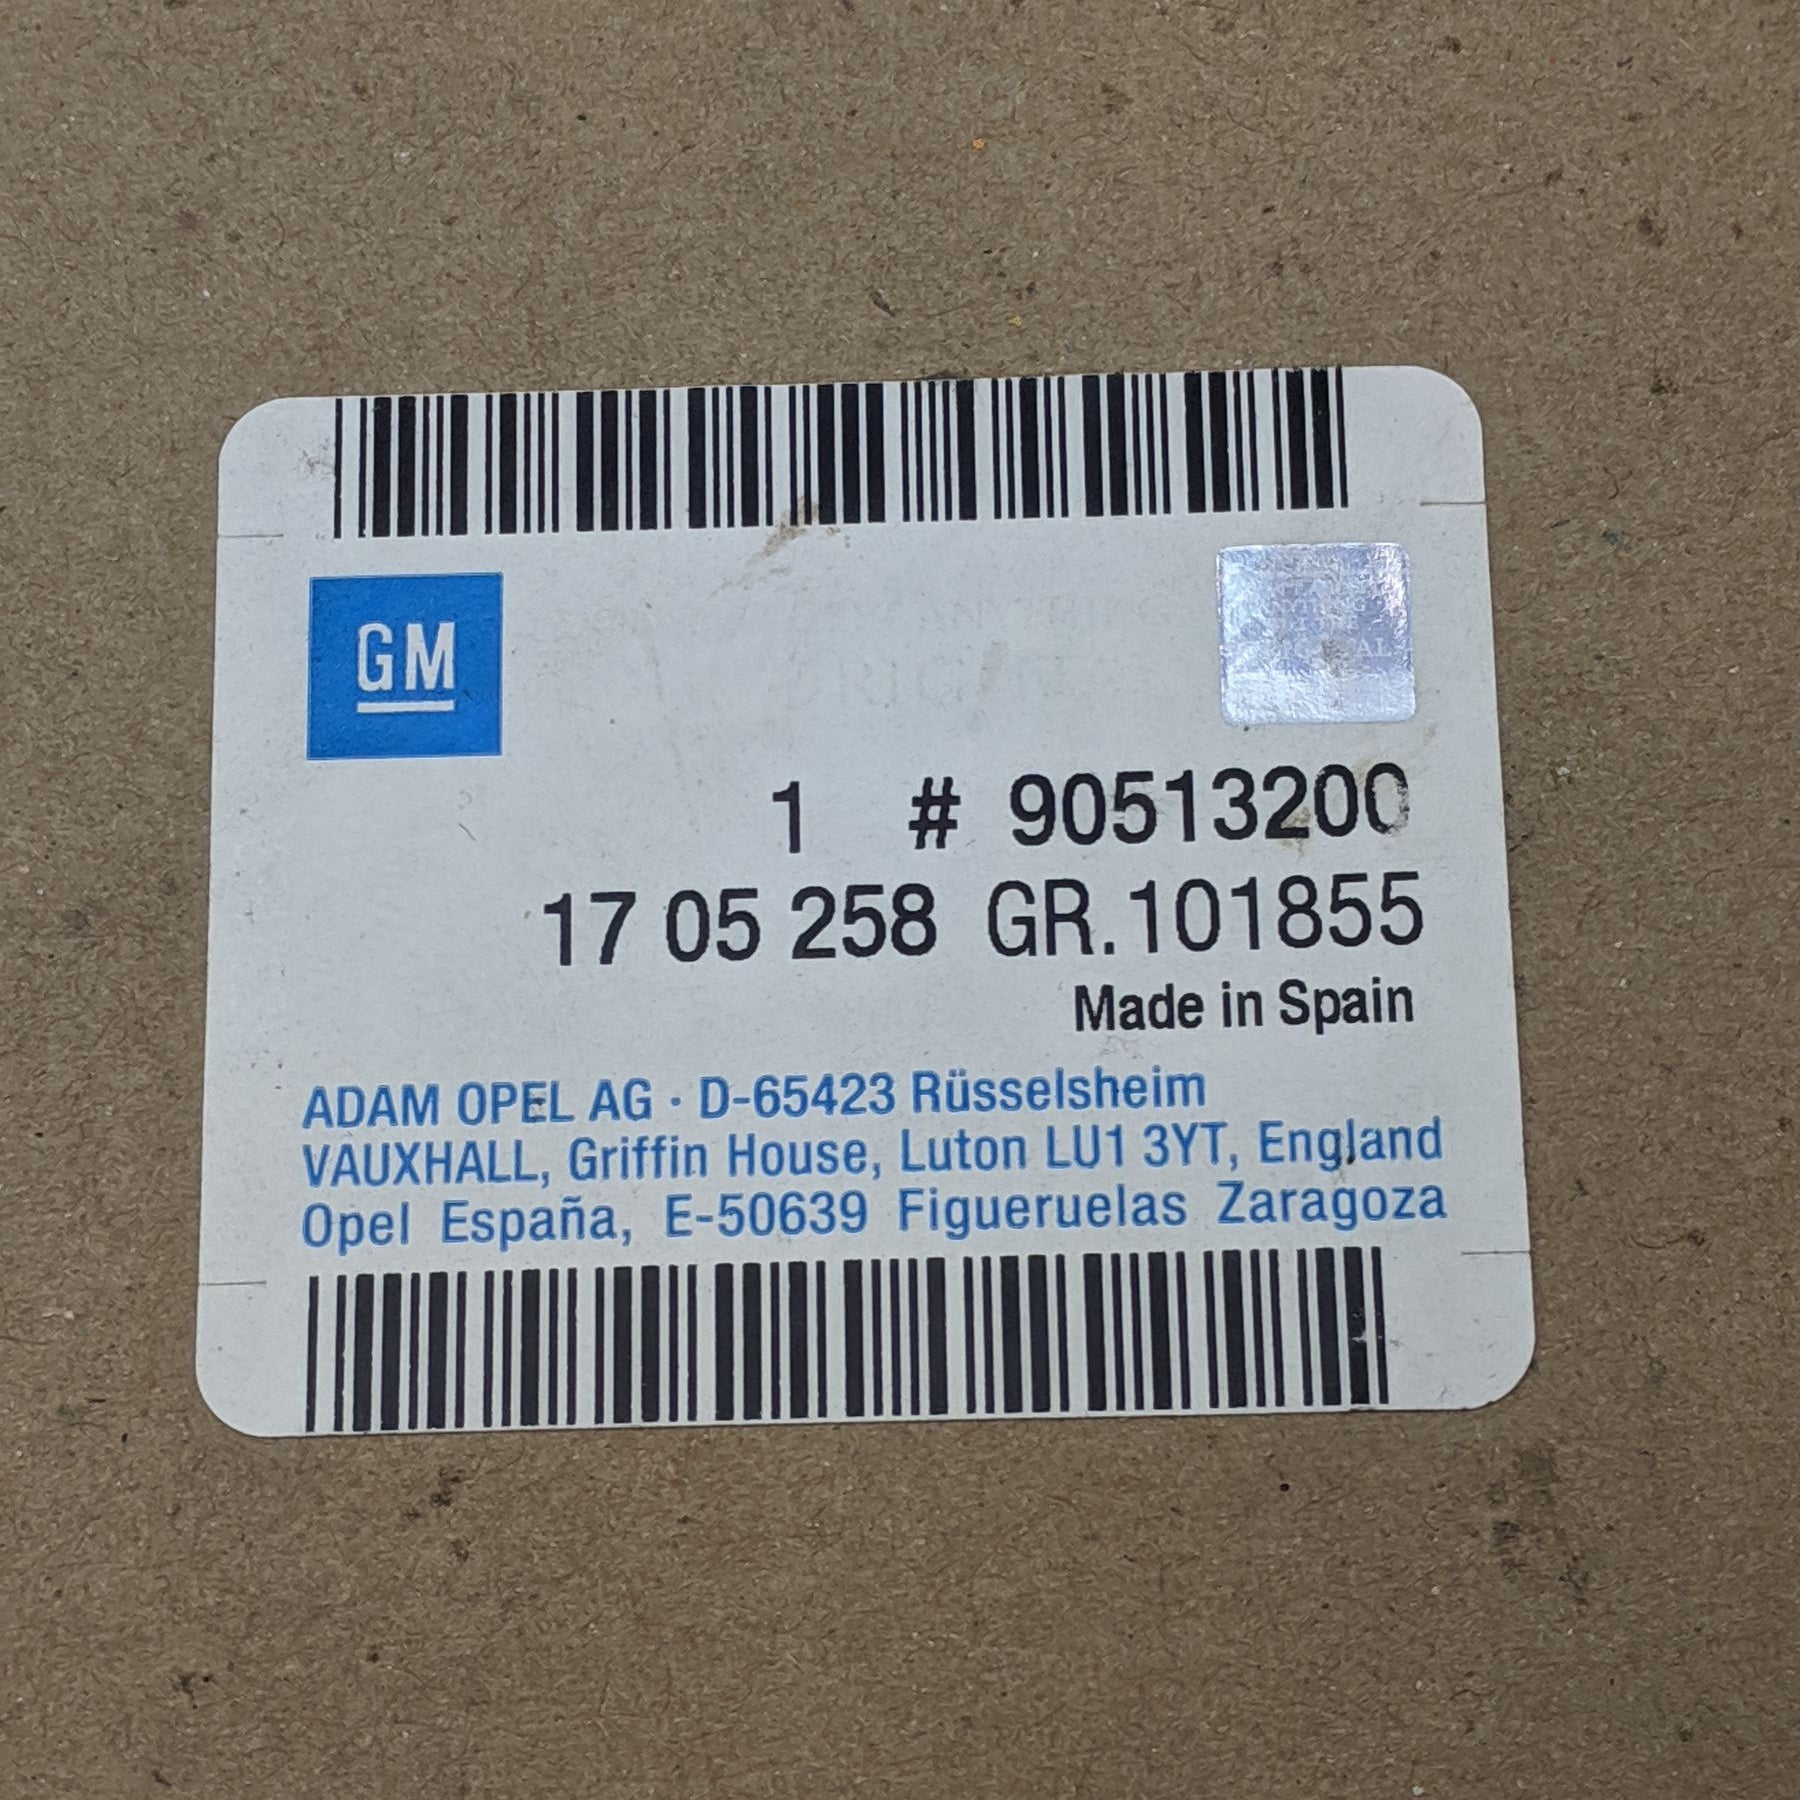 GM
ANYTHING
1 # 90513200
17 05 258 GR.101855
Made in Spain
ADAM OPEL AG · D-65423 Rüsselsheim
VAUXHALL, Griffin House, Luton LU1 3YT, England
Opel España, E-50639 Figueruelas Zaragoza